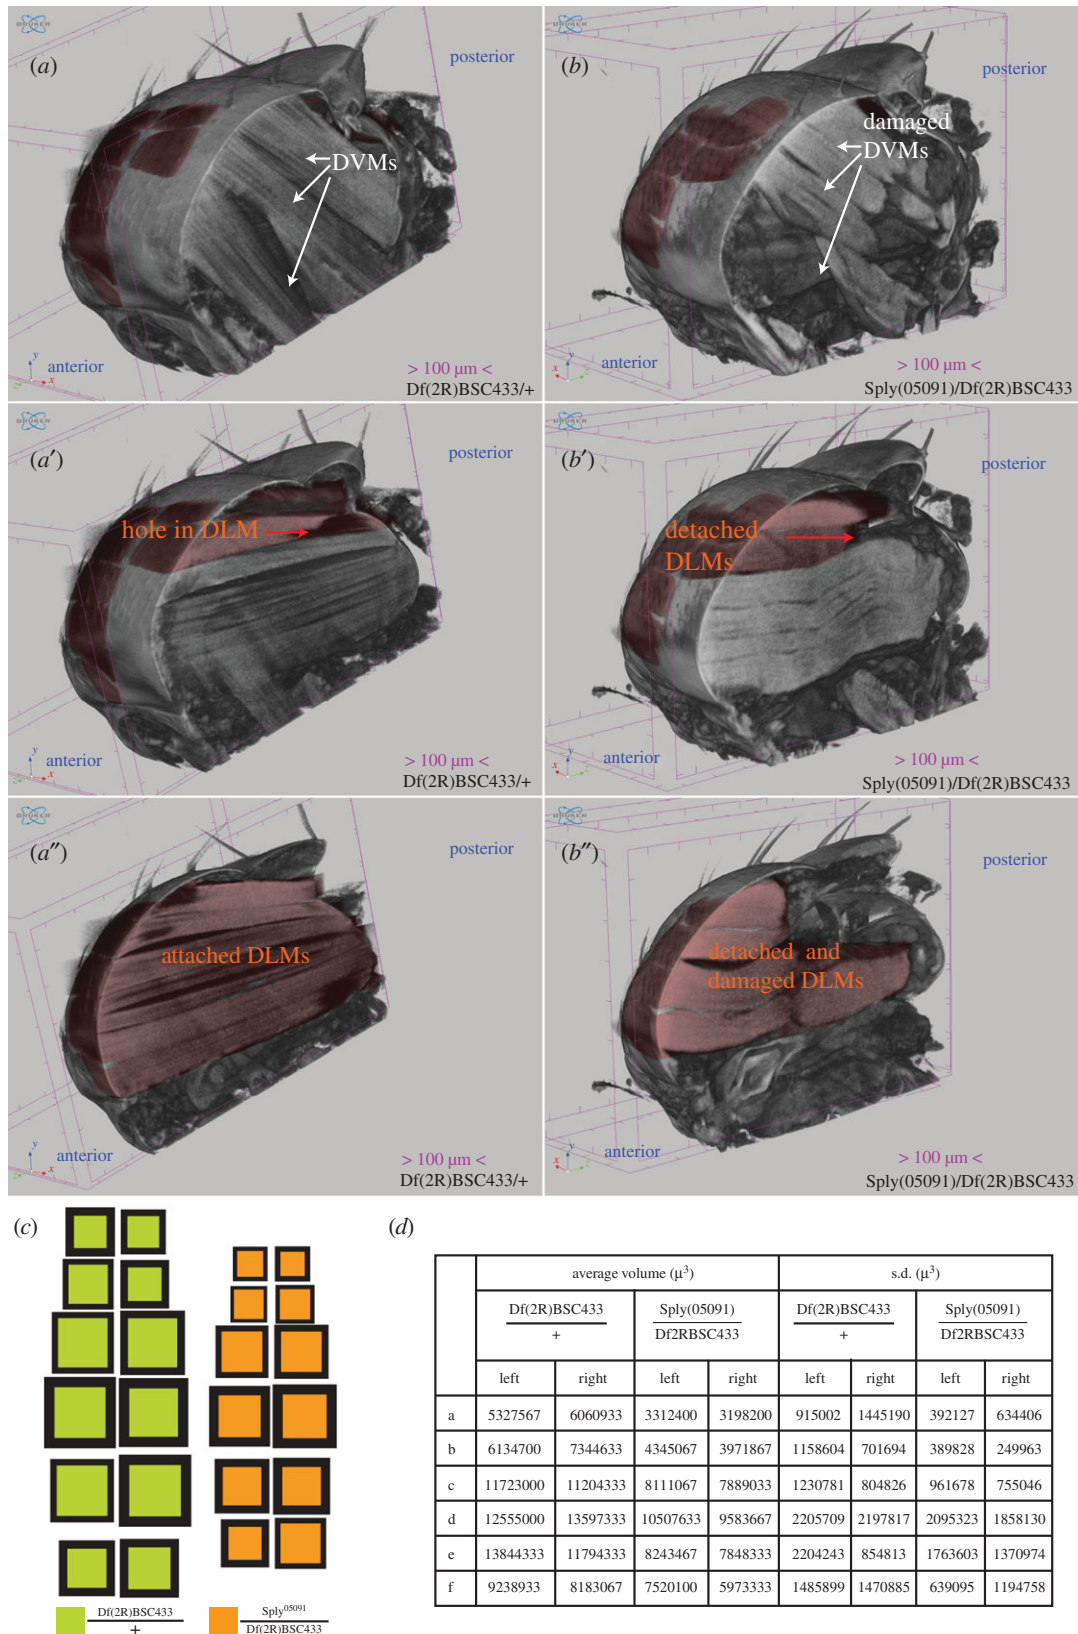 BRUKER
(a)
posterior
DVMs
anterior
y
x
z
> 100 µm <
Df(2R)BSC433/+
BRUKER
(b)
posterior
damaged
DVMs
anterior
y
x
z
> 100 µm <
Sply(05091)/Df(2R)BSC433
BRUKER
(a′)
posterior
hole in DLM
anterior
y
x
z
> 100 µm <
Df(2R)BSC433/+
BRUKER
(b′)
posterior
detached
DLMs
anterior
y
x
z
> 100 µm <
Sply(05091)/Df(2R)BSC433
BRUKER
(a″)
posterior
attached DLMs
anterior
y
x
z
> 100 µm <
Df(2R)BSC433/+
BRUKER
(b″)
posterior
detached and
damaged DLMs
anterior
y
x
z
> 100 µm <
Sply(05091)/Df(2R)BSC433
(c)
Df(2R)BSC433
+
Sply⁰⁵⁰⁹¹
Df(2R)BSC433
(d)
average volume (µ³) s.d. (µ³)
Df(2R)BSC433 Sply(05091) Df(2R)BSC433 Sply(05091)
+ Df2RBSC433 + Df2RBSC433
left right left right left right left right
a 5327567 6060933 3312400 3198200 915002 1445190 392127 634406
b 6134700 7344633 4345067 3971867 1158604 701694 389828 249963
c 11723000 11204333 8111067 7889033 1230781 804826 961678 755046
d 12555000 13597333 10507633 9583667 2205709 2197817 2095323 1858130
e 13844333 11794333 8243467 7848333 2204243 854813 1763603 1370974
f 9238933 8183067 7520100 5973333 1485899 1470885 639095 1194758